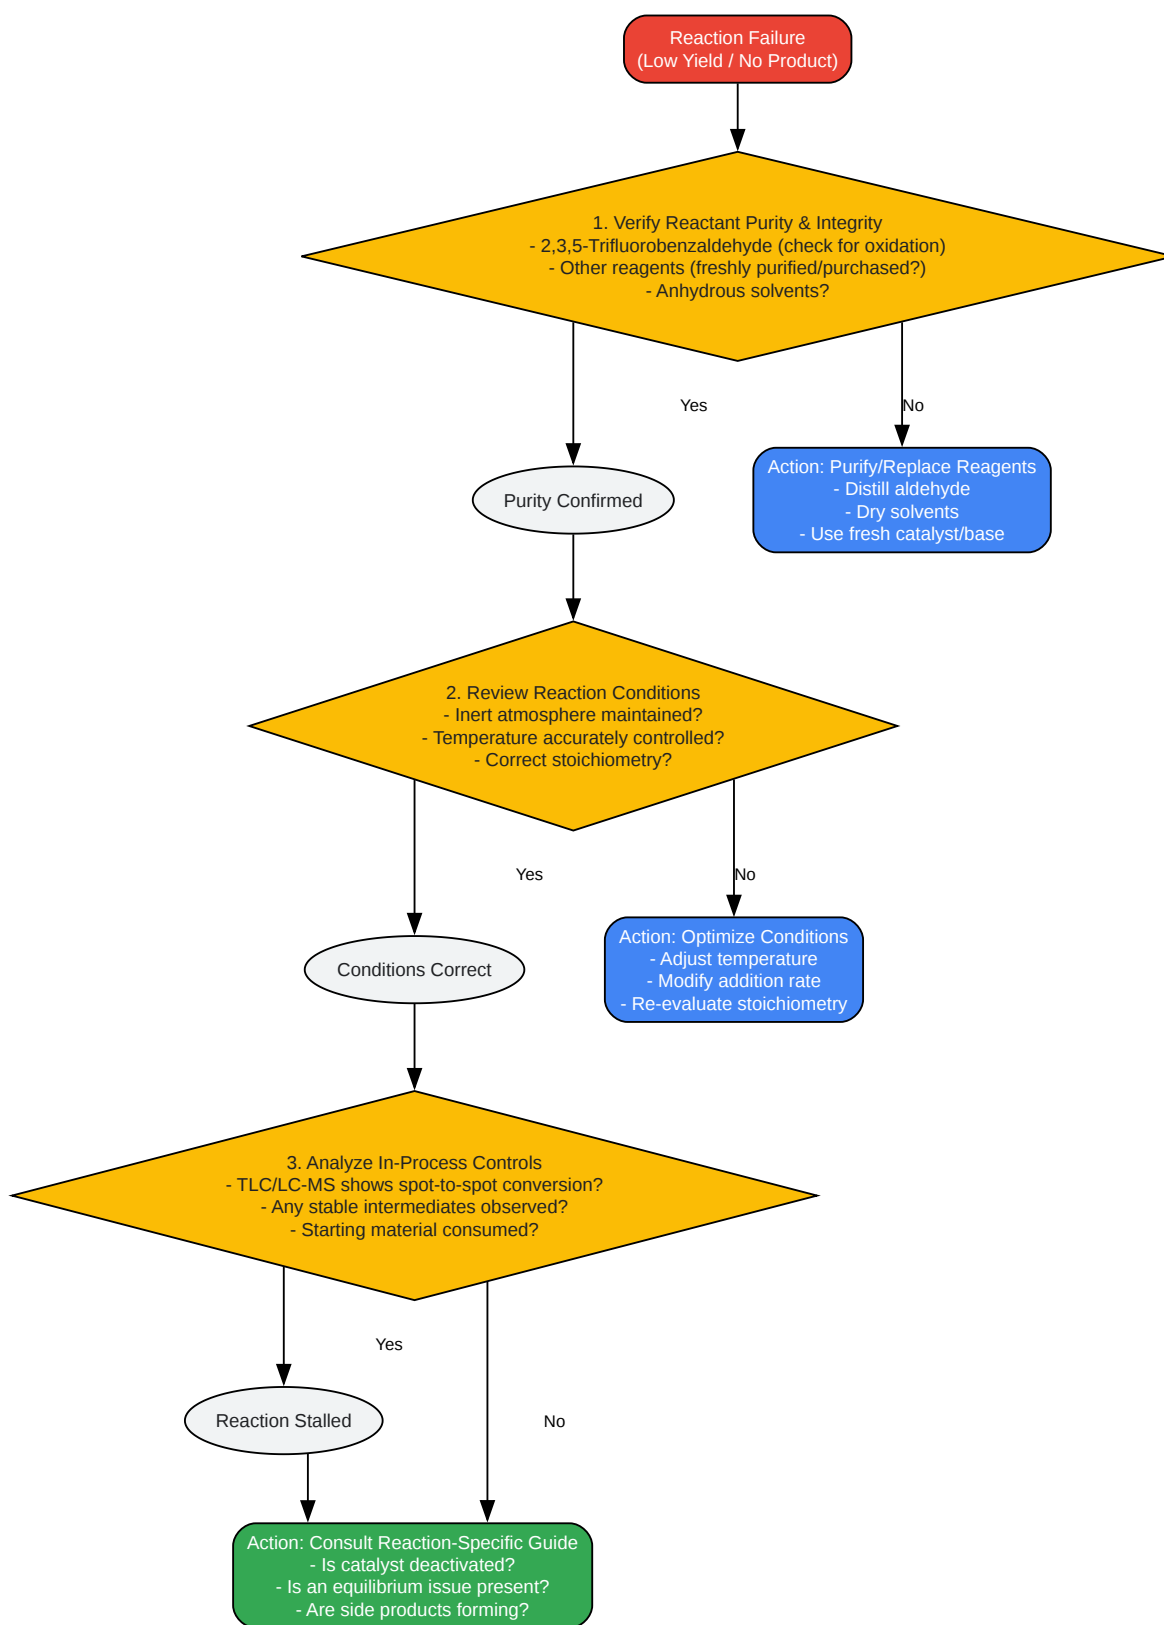 Reaction Failure
(Low Yield / No Product)
1. Verify Reactant Purity & Integrity
- 2,3,5-Trifluorobenzaldehyde (check for oxidation)
- Other reagents (freshly purified/purchased?)
- Anhydrous solvents?
Yes
No
Purity Confirmed
Action: Purify/Replace Reagents
- Distill aldehyde
- Dry solvents
- Use fresh catalyst/base
2. Review Reaction Conditions
- Inert atmosphere maintained?
- Temperature accurately controlled?
- Correct stoichiometry?
Yes
No
Conditions Correct
Action: Optimize Conditions
- Adjust temperature
- Modify addition rate
- Re-evaluate stoichiometry
3. Analyze In-Process Controls
- TLC/LC-MS shows spot-to-spot conversion?
- Any stable intermediates observed?
- Starting material consumed?
Yes
Reaction Stalled
No
Action: Consult Reaction-Specific Guide
- Is catalyst deactivated?
- Is an equilibrium issue present?
- Are side products forming?